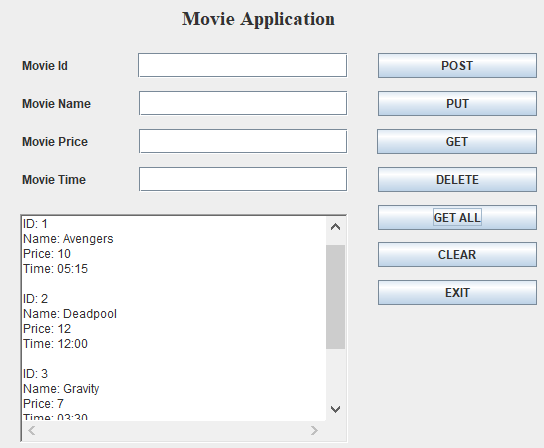 Movie Application
Movie Id
POST
Movie Name
PUT
Movie Price
GET
Movie Time
DELETE
GET ALL
CLEAR
EXIT
ID: 1
Name: Avengers
Price: 10
Time: 05:15
ID: 2
Name: Deadpool
Price: 12
Time: 12:00
ID: 3
Name: Gravity
Price: 7
Time: 03:30